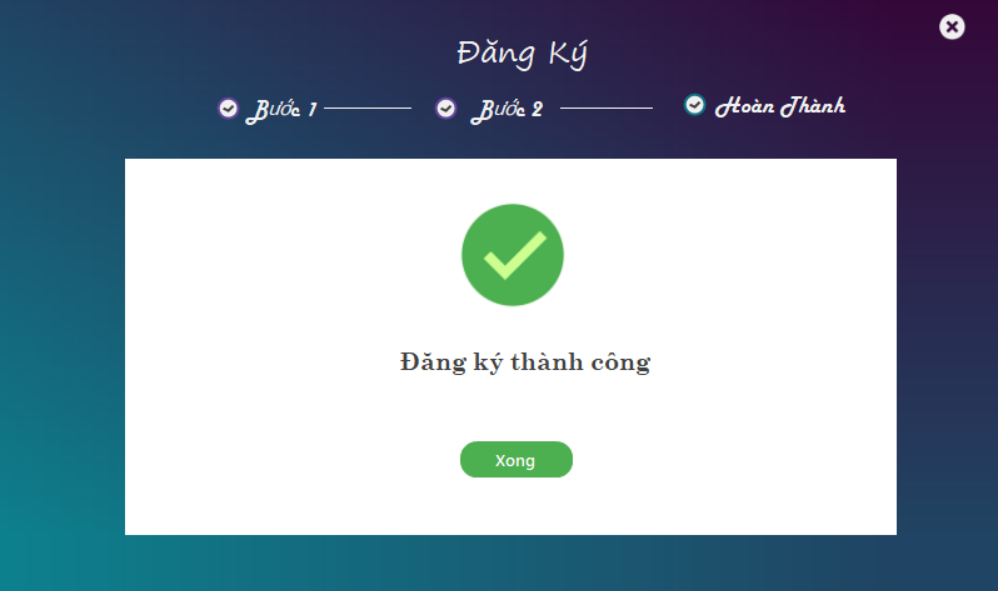 Đăng Ký
Bước 1 Bước 2 Hoàn Thành
Đăng ký thành công
Xong